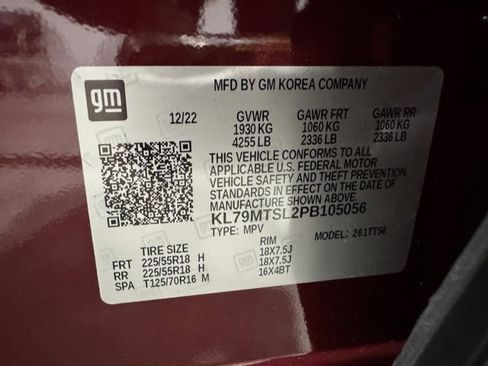 gm
MFD BY GM KOREA COMPANY
12/22 GVWR GAWR FRT GAWR RR
1930 KG 1060 KG 1060 KG
4255 LB 2336 LB 2336 LB
THIS VEHICLE CONFORMS TO ALL
APPLICABLE U.S. FEDERAL MOTOR
VEHICLE SAFETY AND THEFT PREVENTION
STANDARDS IN EFFECT ON THE DATE OF
MANUFACTURE SHOWN ABOVE.
KL79MTSL2PB105056
TYPE: MPV MODEL: 261TT56
TIRE SIZE RIM
FRT 225/55R18 H 18X7.5J
RR 225/55R18 H 18X7.5J
SPA T125/70R16 M 16X4BT